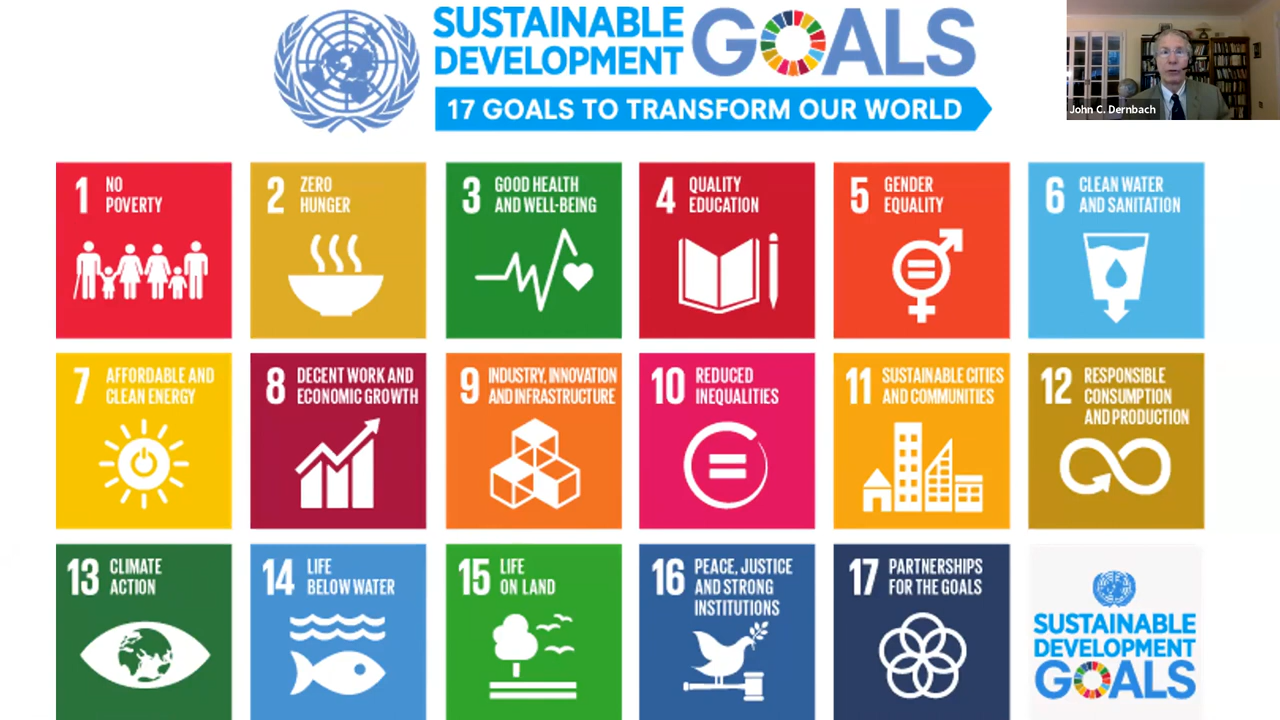 SUSTAINABLE
DEVELOPMENT GOALS
17 GOALS TO TRANSFORM OUR WORLD
John C. Dernbach
1 NO
POVERTY
2 ZERO
HUNGER
3 GOOD HEALTH
AND WELL-BEING
4 QUALITY
EDUCATION
5 GENDER
EQUALITY
6 CLEAN WATER
AND SANITATION
7 AFFORDABLE AND
CLEAN ENERGY
8 DECENT WORK AND
ECONOMIC GROWTH
9 INDUSTRY, INNOVATION
AND INFRASTRUCTURE
10 REDUCED
INEQUALITIES
11 SUSTAINABLE CITIES
AND COMMUNITIES
12 RESPONSIBLE
CONSUMPTION
AND PRODUCTION
13 CLIMATE
ACTION
14 LIFE
BELOW WATER
15 LIFE
ON LAND
16 PEACE, JUSTICE
AND STRONG
INSTITUTIONS
17 PARTNERSHIPS
FOR THE GOALS
SUSTAINABLE
DEVELOPMENT
GOALS